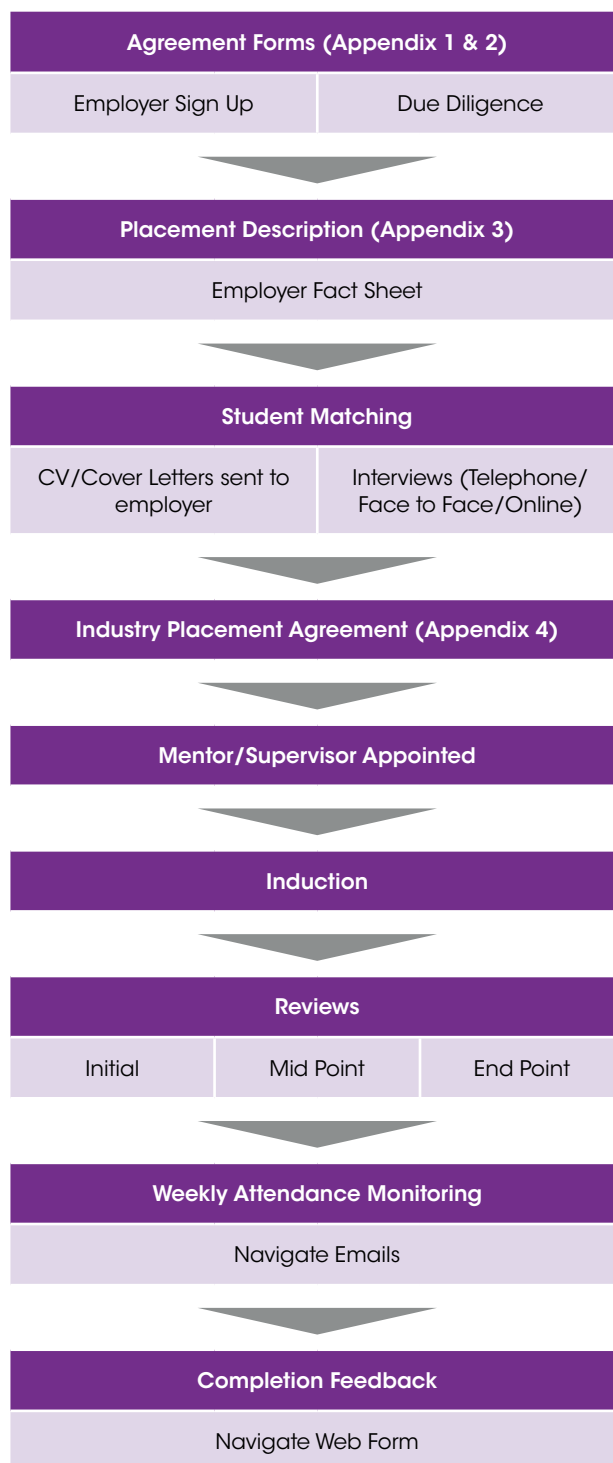 Agreement Forms (Appendix 1 & 2)
Employer Sign Up
Due Diligence
Placement Description (Appendix 3)
Employer Fact Sheet
Student Matching
CV/Cover Letters sent to
employer
Interviews (Telephone/
Face to Face/Online)
Industry Placement Agreement (Appendix 4)
Mentor/Supervisor Appointed
Induction
Reviews
Initial
Mid Point
End Point
Weekly Attendance Monitoring
Navigate Emails
Completion Feedback
Navigate Web Form